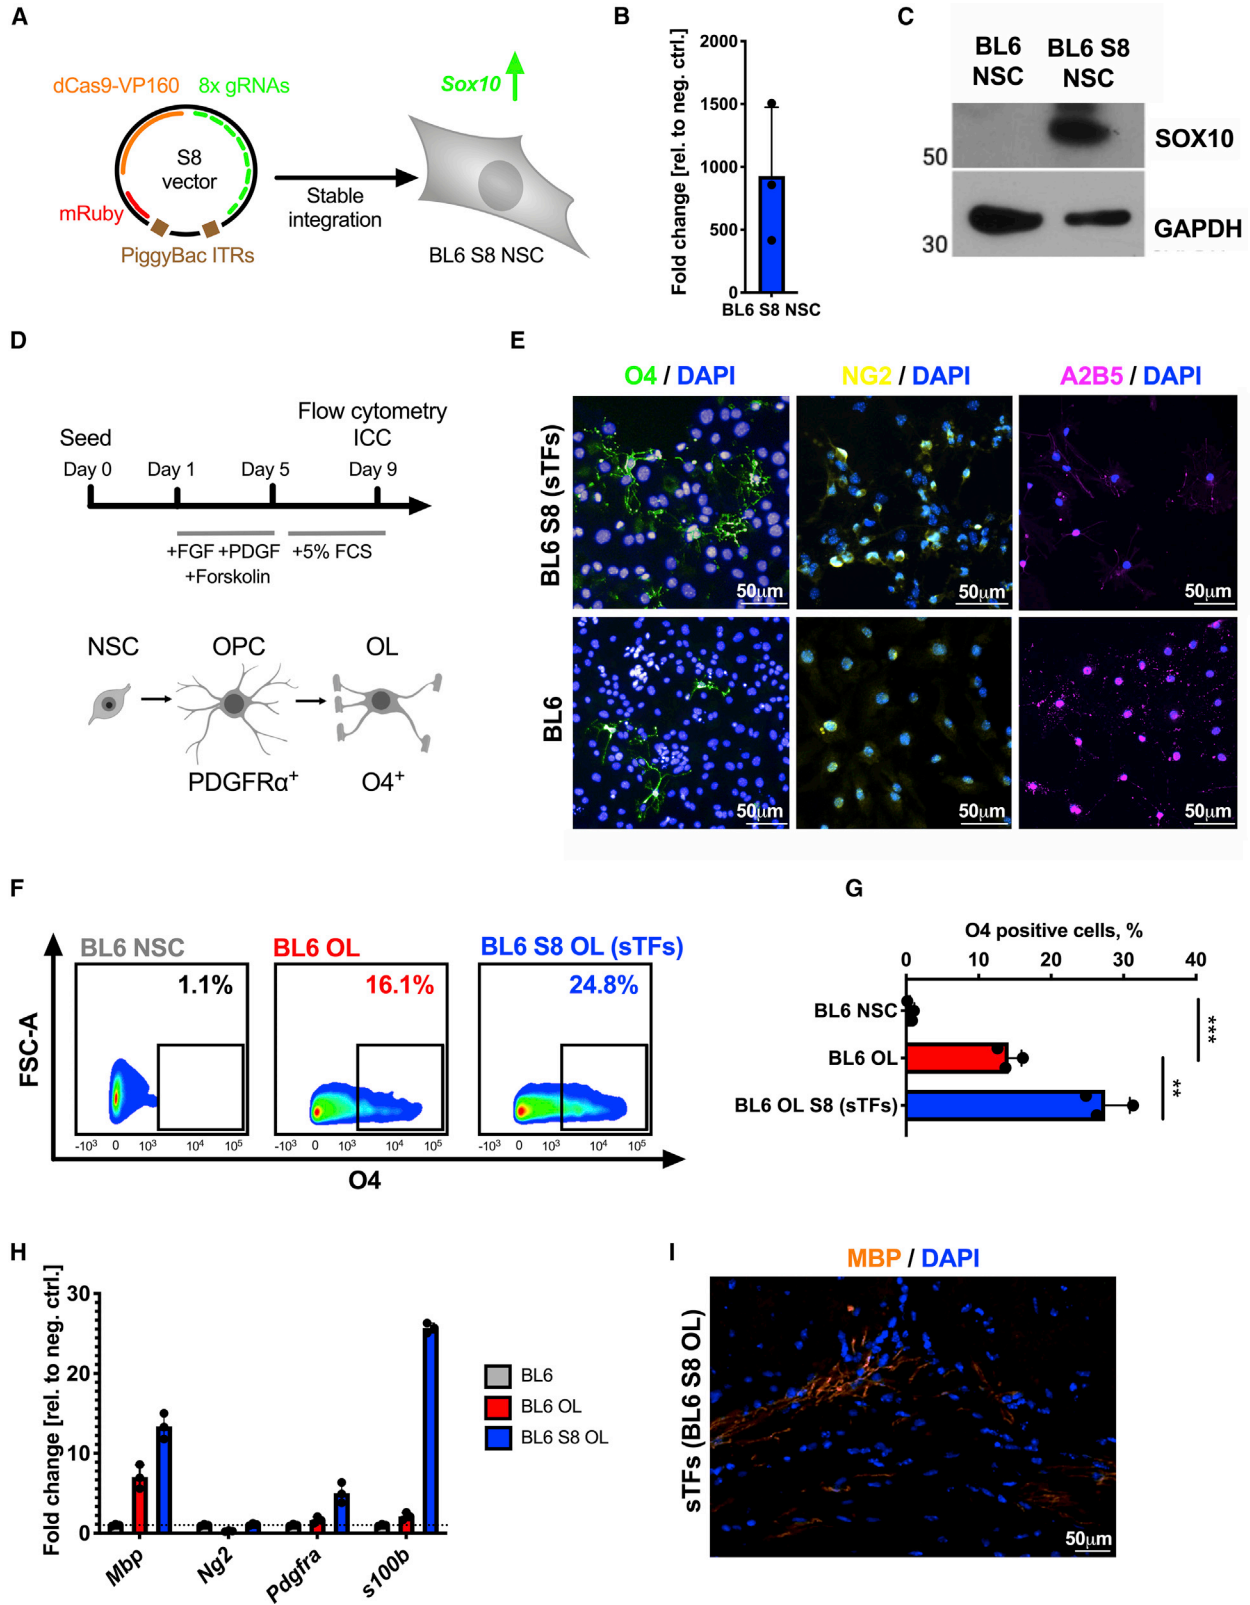 A
dCas9-VP160 8x gRNAs
S8
vector
mRuby
PiggyBac ITRs
Stable
integration
Sox10
BL6 S8 NSC
B
Fold change [rel. to neg. ctrl.]
2000
1500
1000
500
0
BL6 S8 NSC
C
BL6
NSC
BL6 S8
NSC
50
30
SOX10
GAPDH
D
Flow cytometry
Seed ICC
Day 0 Day 1 Day 5 Day 9
+FGF +PDGF +5% FCS
+Forskolin
NSC OPC OL
PDGFRα+ O4+
E
O4 / DAPI NG2 / DAPI A2B5 / DAPI
BL6 S8 (sTFs)
50μm 50μm 50μm
BL6
50μm 50μm 50μm
F
BL6 NSC BL6 OL BL6 S8 OL (sTFs)
1.1% 16.1% 24.8%
FSC-A
-10³ 0 10³ 10⁴ 10⁵ -10³ 0 10³ 10⁴ 10⁵ -10³ 0 10³ 10⁴ 10⁵
O4
G
O4 positive cells, %
0 10 20 30 40
BL6 NSC
BL6 OL
BL6 OL S8 (sTFs)
***
**
H
Fold change [rel. to neg. ctrl.]
30
20
10
0
Mbp Ng2 Pdgfra s100b
BL6
BL6 OL
BL6 S8 OL
I
MBP / DAPI
sTFs (BL6 S8 OL)
50μm